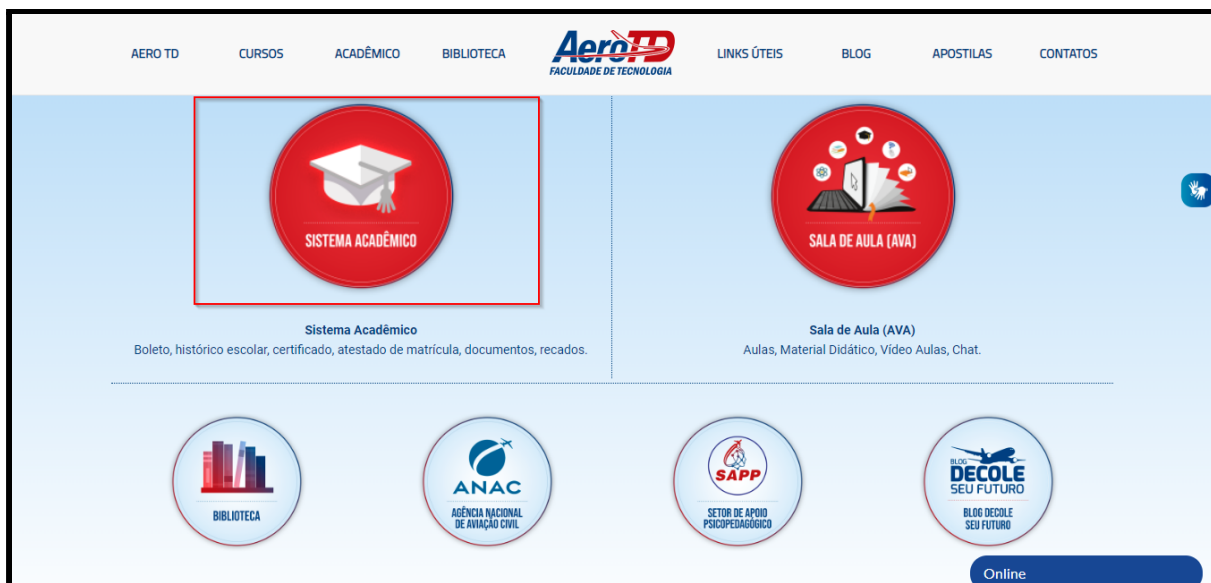 AERO TD
CURSOS
ACADÊMICO
BIBLIOTECA
AeroTD
FACULDADE DE TECNOLOGIA
LINKS ÚTEIS
BLOG
APOSTILAS
CONTATOS
SISTEMA ACADÊMICO
SALA DE AULA (AVA)
Sistema Acadêmico
Boleto, histórico escolar, certificado, atestado de matrícula, documentos, recados.
Sala de Aula (AVA)
Aulas, Material Didático, Vídeo Aulas, Chat.
BIBLIOTECA
ANAC
AGÊNCIA NACIONAL
DE AVIAÇÃO CIVIL
SAPP
SETOR DE APOIO
PSICOPEDAGÓGICO
BLOG
DECOLE
SEU FUTURO
BLOG DECOLE
SEU FUTURO
Online